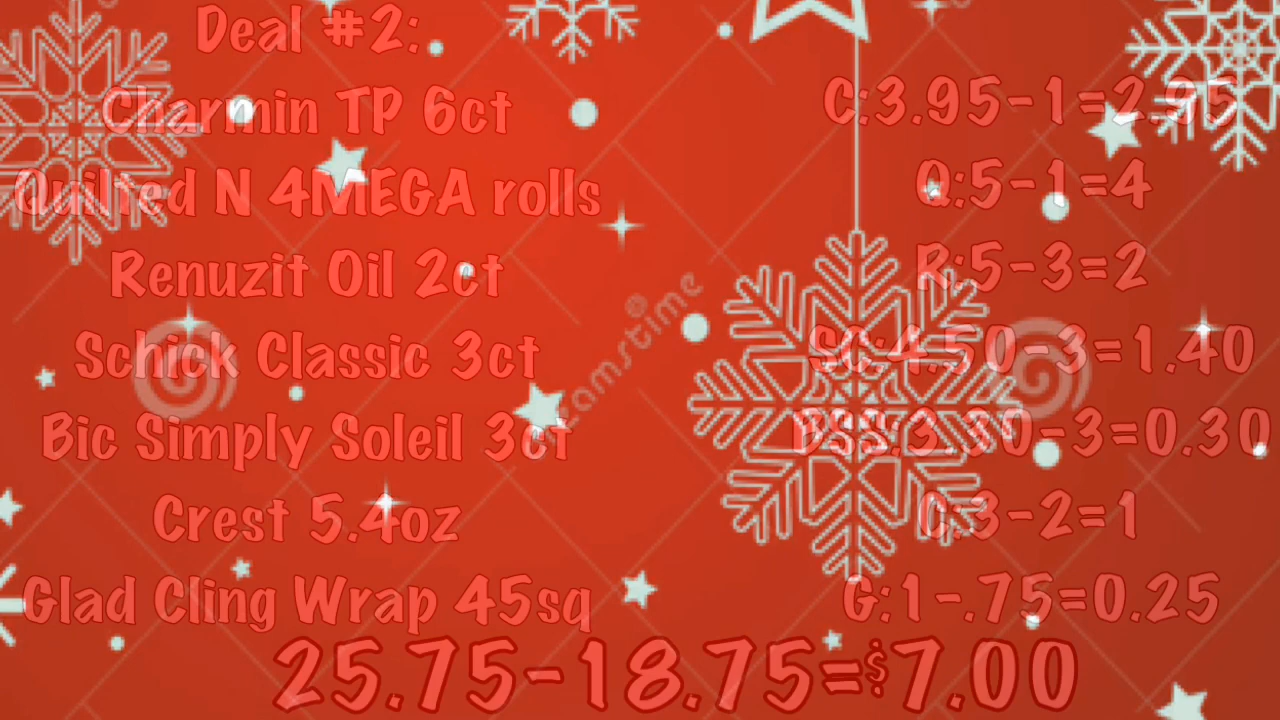 Deal #2:
Charmin TP 6ct
C:3.95-1=2.95
Quilted N 4MEGA rolls
Q:5-1=4
Renuzit Oil 2ct
R:5-3=2
Schick Classic 3ct
SC:4.50-3=1.40
Bic Simply Soleil 3ct
BSS:3.30-3=0.30
Crest 5.4oz
C:3-2=1
Glad Cling Wrap 45sq
G:1-.75=0.25
25.75-18.75=$7.00
dreamstime